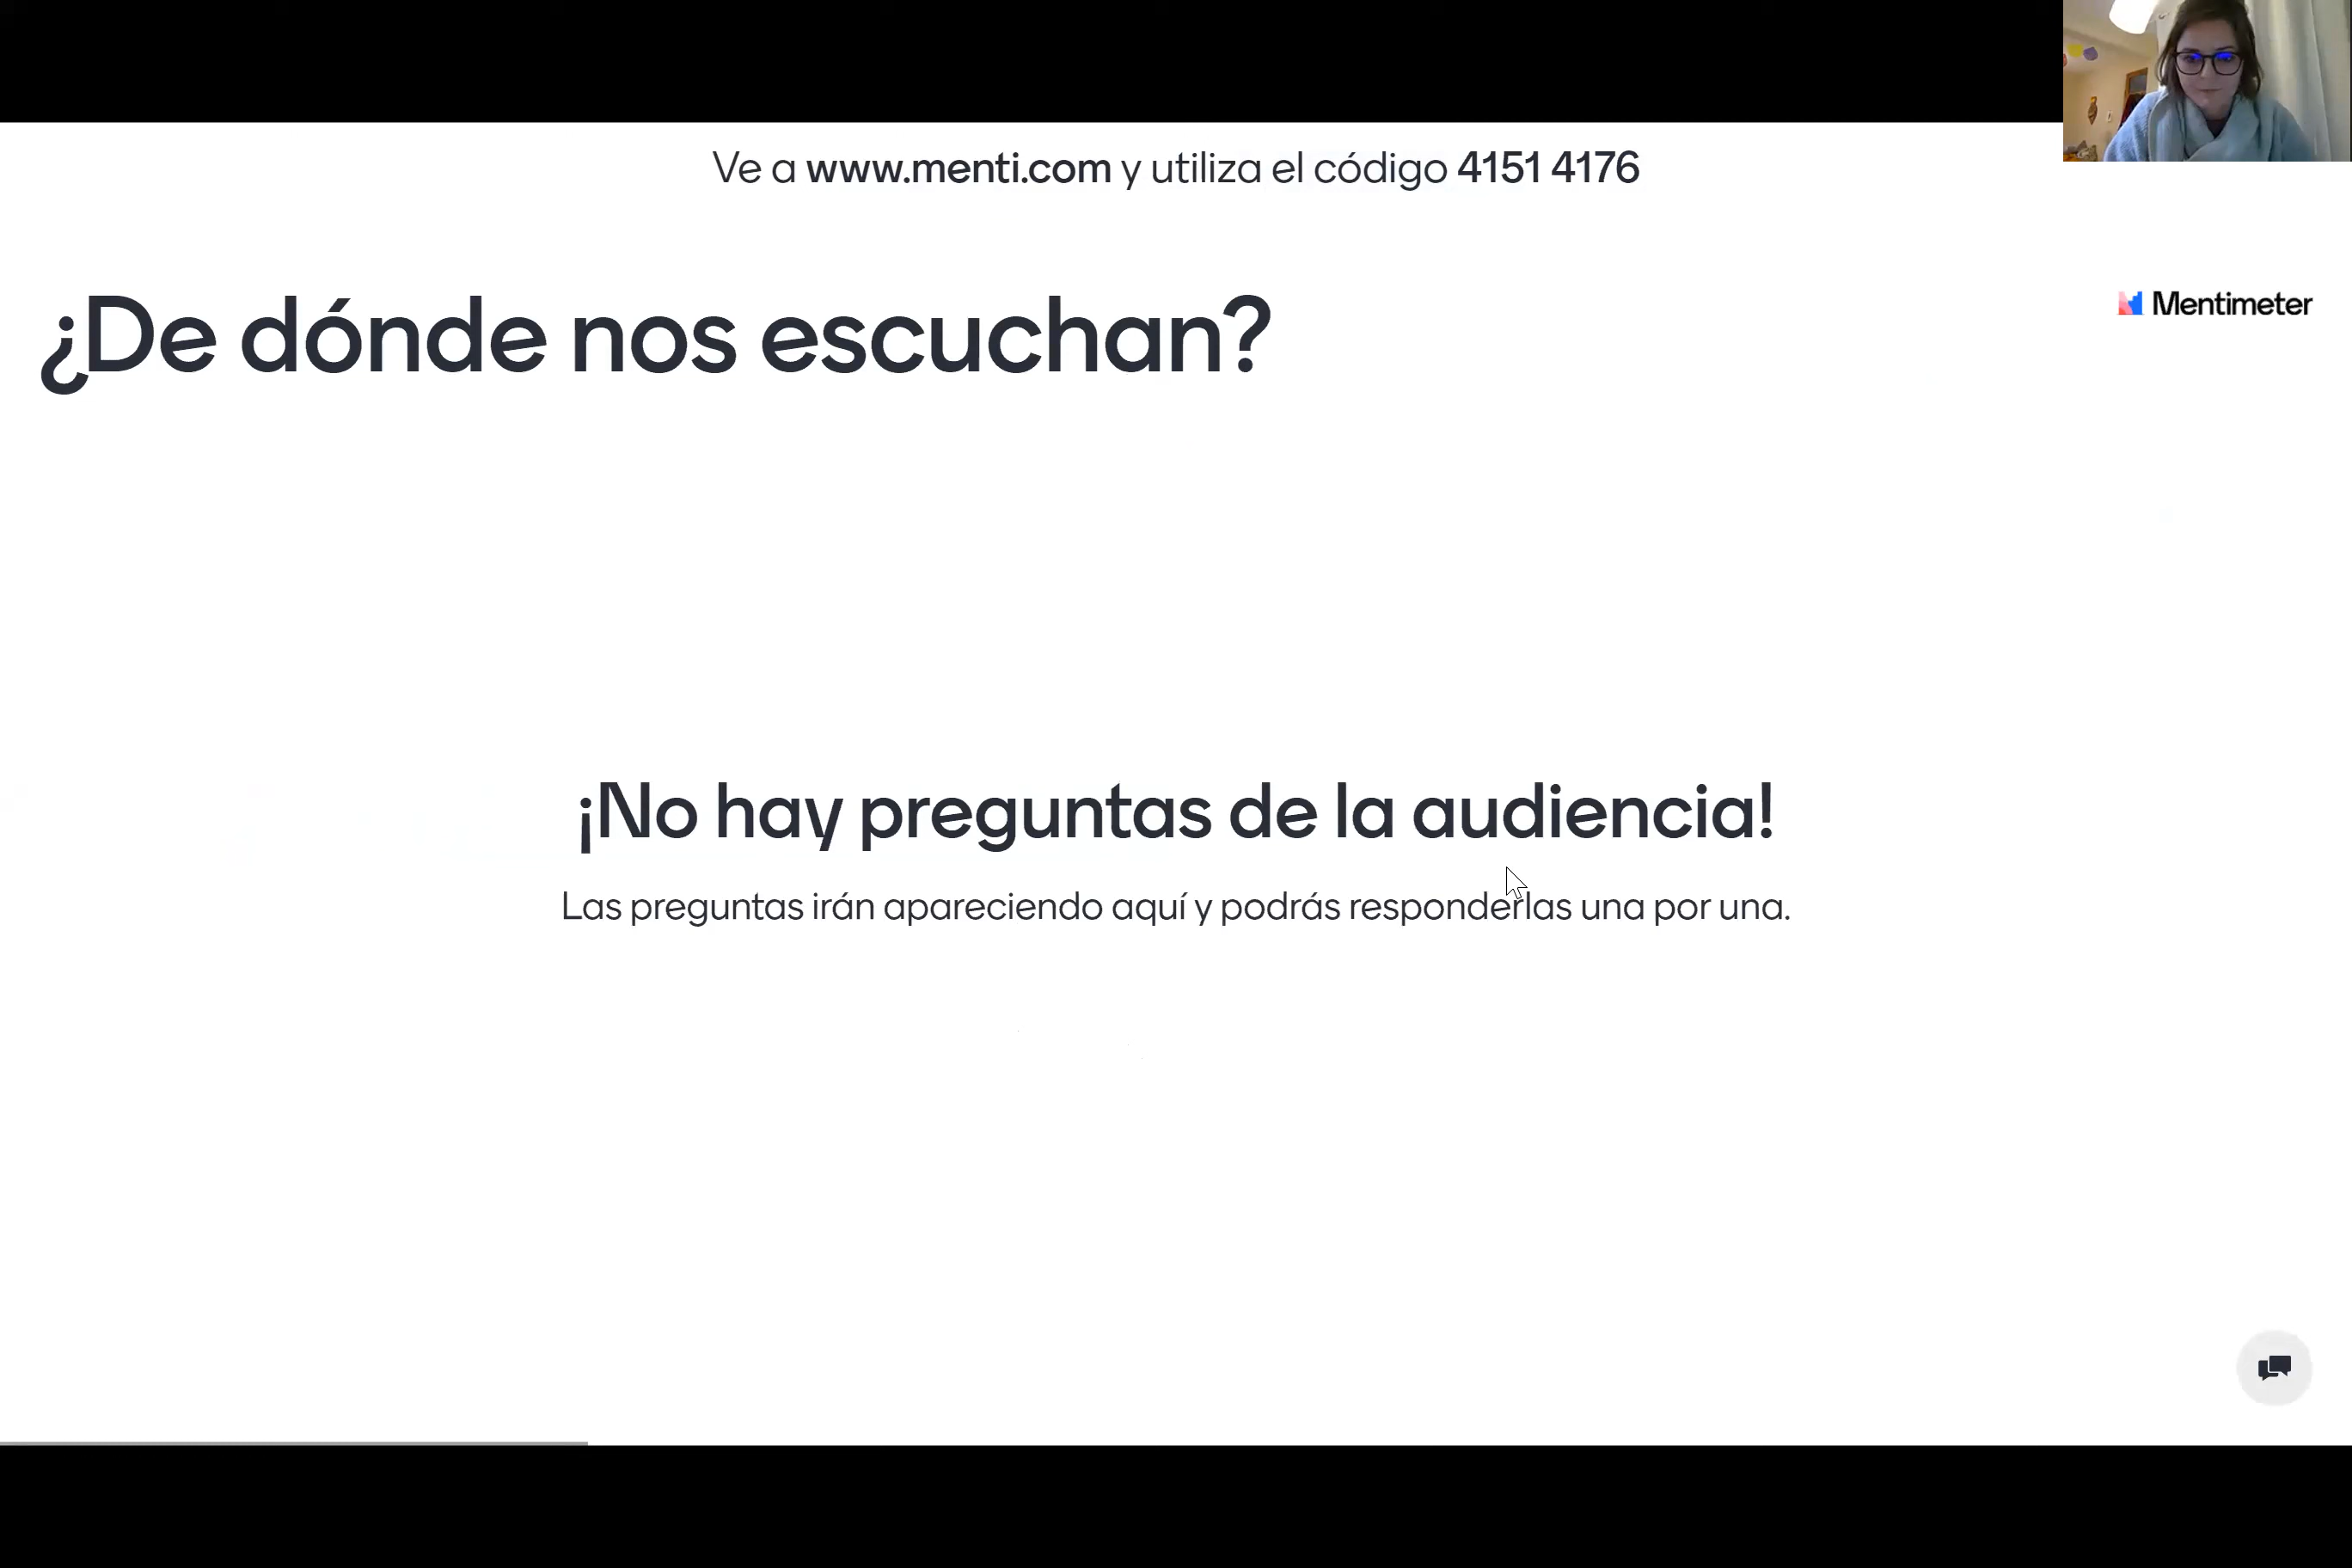 Ve a www.menti.com y utiliza el código 4151 4176
¿De dónde nos escuchan?
Mentimeter
¡No hay preguntas de la audiencia!
Las preguntas irán apareciendo aquí y podrás responderlas una por una.